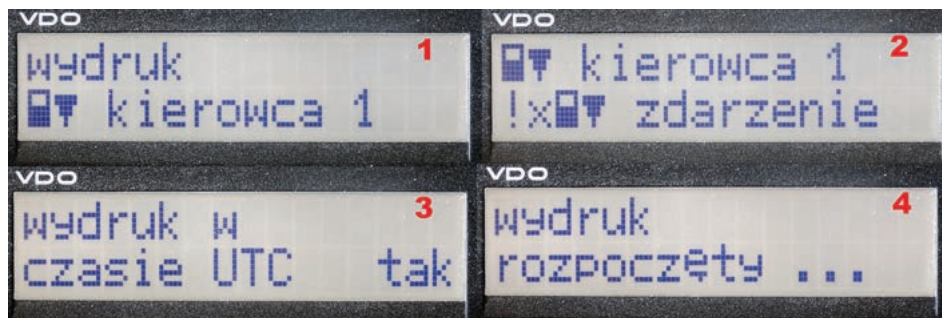 VDO
wydruk 1
kierowca 1
VDO
kierowca 1 2
!x zdarzenie
VDO
wydruk w 3
czasie UTC tak
VDO
wydruk 4
rozpoczęty ...